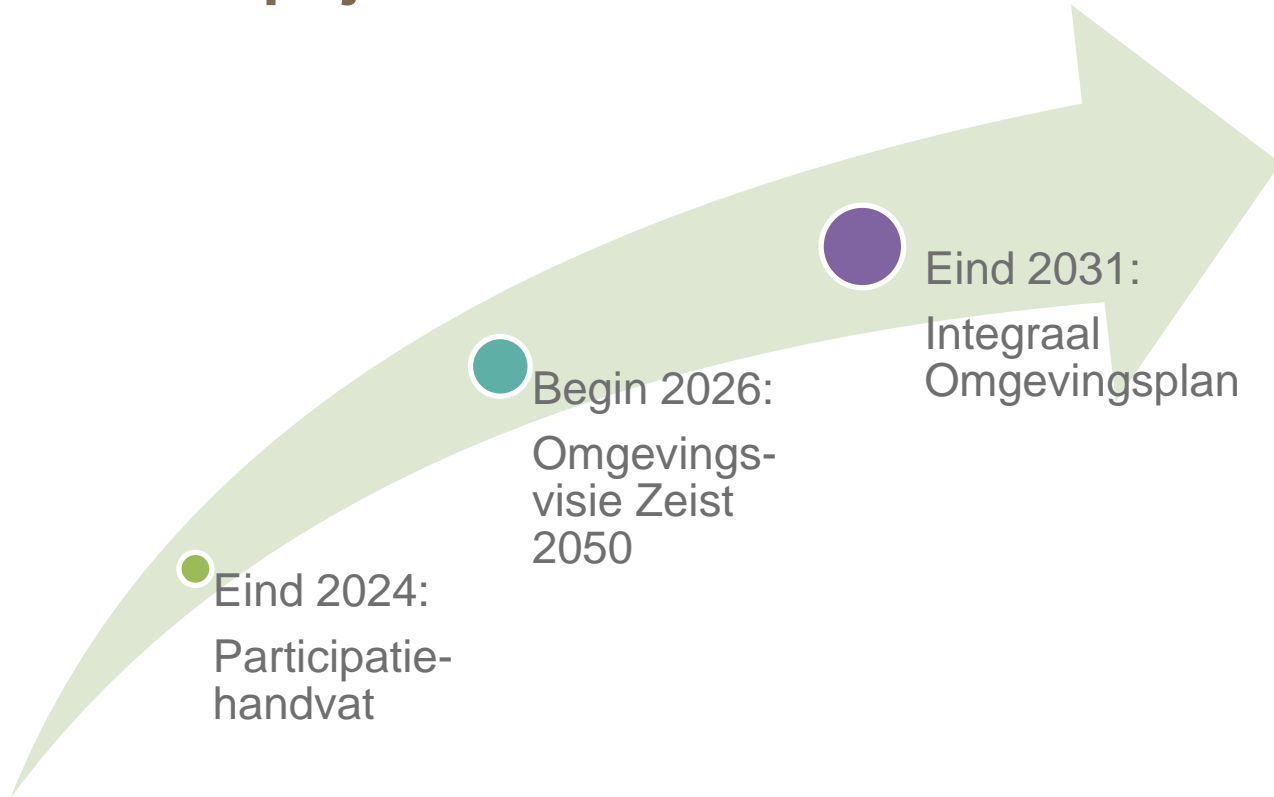 Eind 2024:
Participatie-
handvat
Begin 2026:
Omgevings-
visie Zeist
2050
Eind 2031:
Integraal
Omgevingsplan